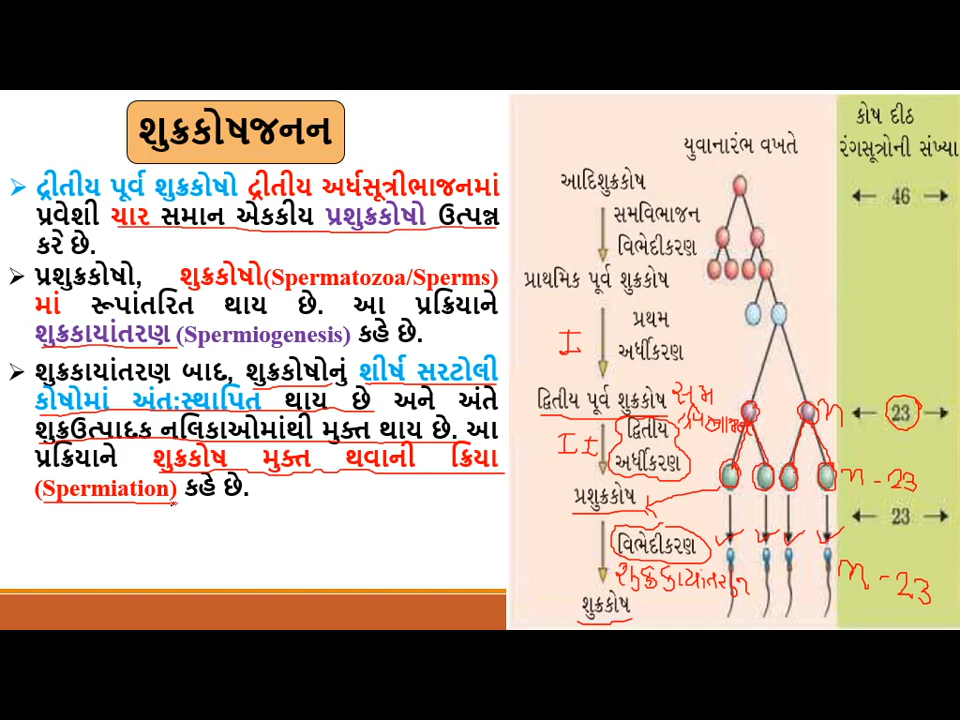 શુક્રકોષજનન
દ્વીતીય પૂર્વ શુક્રકોષો દ્વીતીય અર્ધસૂત્રીભાજનમાં
પ્રવેશી ચાર સમાન એકકીય પ્રશુક્રકોષો ઉત્પન્ન
કરે છે.
પ્રશુક્રકોષો, શુક્રકોષો(Spermatozoa/Sperms)
માં રૂપાંતરિત થાય છે. આ પ્રક્રિયાને
શુક્રકાયાંતરણ (Spermiogenesis) કહે છે.
શુક્રકાયાંતરણ બાદ, શુક્રકોષોનું શીર્ષ સરટોલી
કોષોમાં અંત:સ્થાપિત થાય છે અને અંતે
શુક્રઉત્પાદક નલિકાઓમાંથી મુક્ત થાય છે. આ
પ્રક્રિયાને શુક્રકોષ મુક્ત થવાની ક્રિયા
(Spermiation) કહે છે.
યુવાનારંભ વખતે
કોષ દીઠ
રંગસૂત્રોની સંખ્યા
આદિશુક્રકોષ
46
સમવિભાજન
વિભેદીકરણ
પ્રાથમિક પૂર્વ શુક્રકોષ
પ્રથમ
I
અર્ધીકરણ
દ્વિતીય પૂર્વ શુક્રકોષ
સમ
n
23
દ્વિતીય
II
અર્ધીકરણ
n - 23
પ્રશુક્રકોષ
23
વિભેદીકરણ
શુક્રકાયાંતરણ
n - 23
શુક્રકોષ